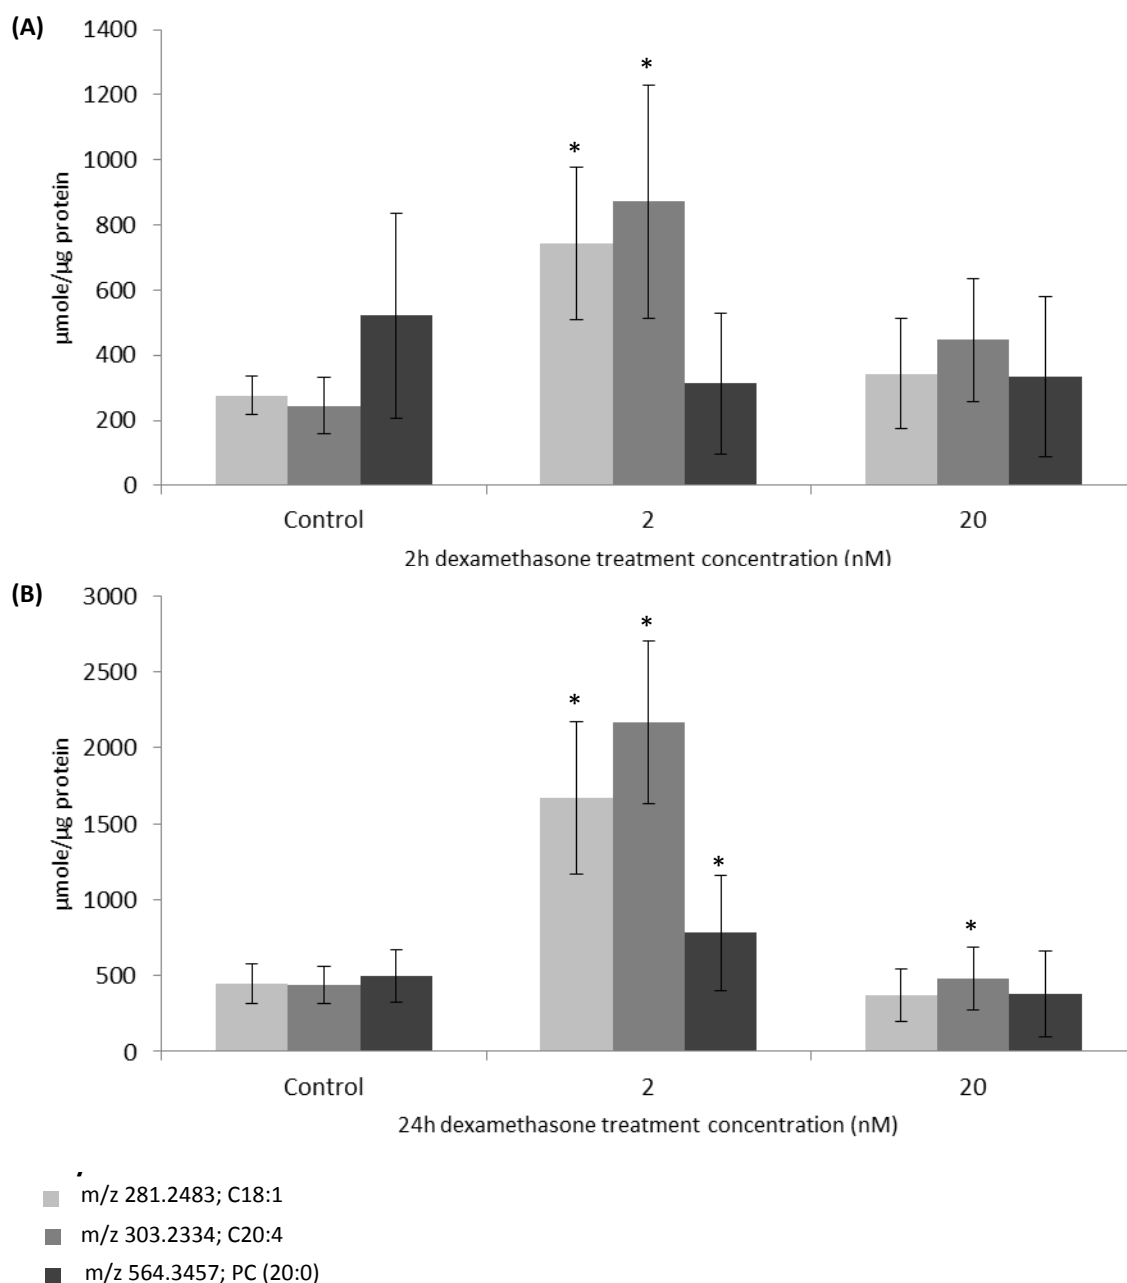 (A)
1400
1200
1000
800
600
400
200
0
µmole/µg protein
*
*
Control
2
20
2h dexamethasone treatment concentration (nM)
(B)
3000
2500
2000
1500
1000
500
0
µmole/µg protein
*
*
*
*
Control
2
20
24h dexamethasone treatment concentration (nM)
m/z 281.2483; C18:1
m/z 303.2334; C20:4
m/z 564.3457; PC (20:0)